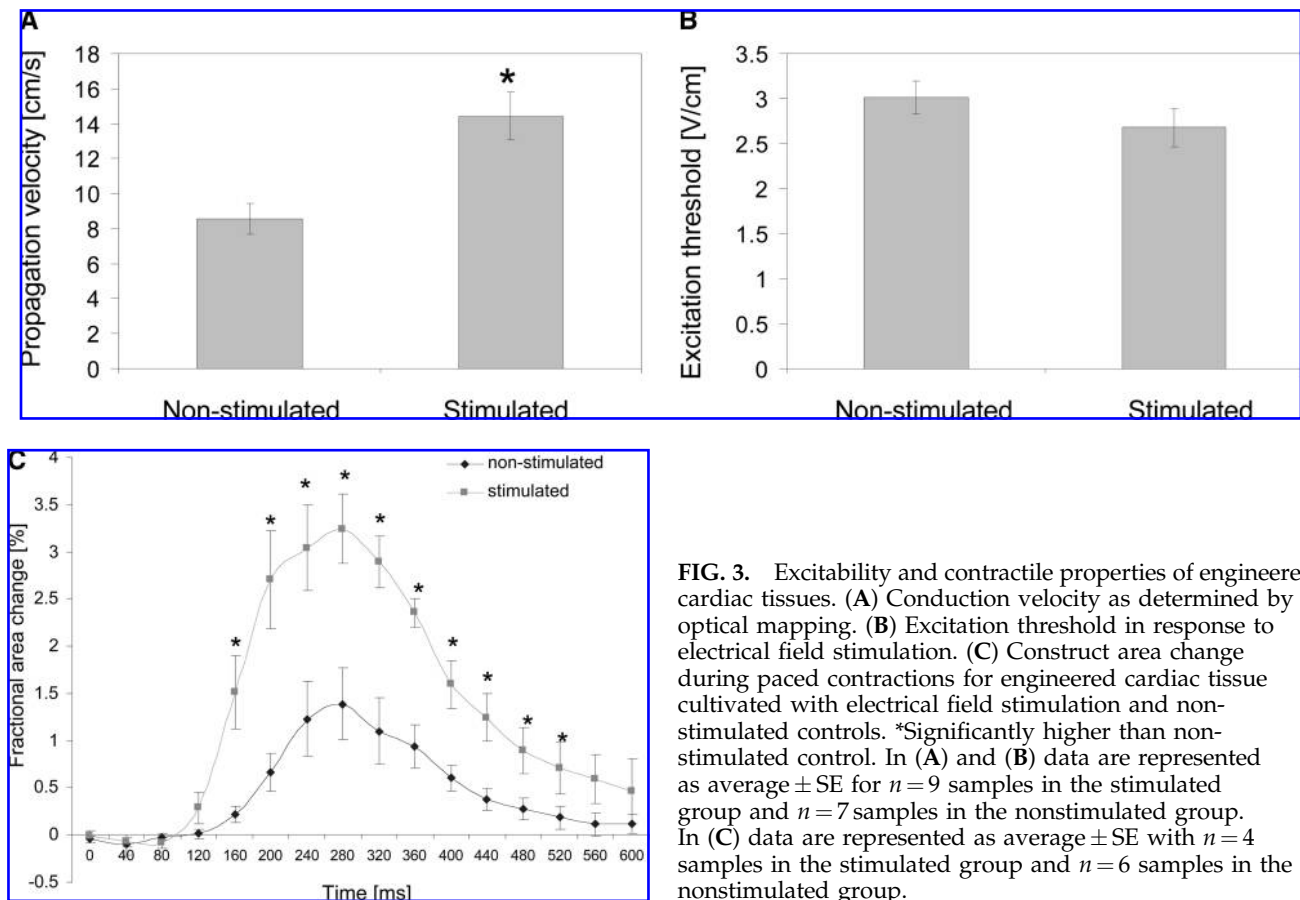 A
Propagation velocity [cm/s]
18
16
14
12
10
8
6
4
2
0
*
Non-stimulated
Stimulated
B
Excitation threshold [V/cm]
3.5
3
2.5
2
1.5
1
0.5
0
Non-stimulated
Stimulated
C
Fractional area change [%]
4
3.5
3
2.5
2
1.5
1
0.5
0
-0.5
non-stimulated
stimulated
* * * * * * * * * *
0 40 80 120 160 200 240 280 320 360 400 440 480 520 560 600
Time [ms]
FIG. 3. Excitability and contractile properties of engineere
cardiac tissues. (A) Conduction velocity as determined by
optical mapping. (B) Excitation threshold in response to
electrical field stimulation. (C) Construct area change
during paced contractions for engineered cardiac tissue
cultivated with electrical field stimulation and non-
stimulated controls. *Significantly higher than non-
stimulated control. In (A) and (B) data are represented
as average ± SE for n = 9 samples in the stimulated
group and n = 7 samples in the nonstimulated group.
In (C) data are represented as average ± SE with n = 4
samples in the stimulated group and n = 6 samples in the
nonstimulated group.